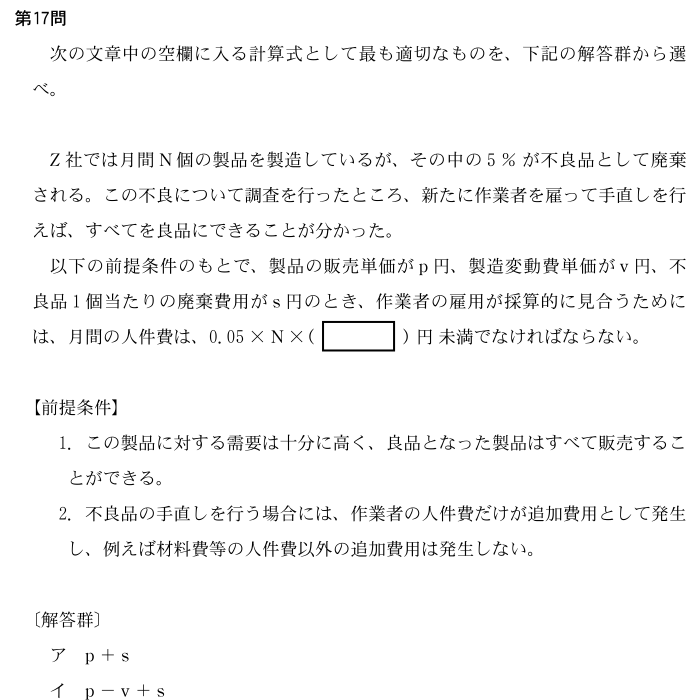 第17問
次の文章中の空欄に入る計算式として最も適切なものを、下記の解答群から選
べ。
Z社では月間N個の製品を製造しているが、その中の5％が不良品として廃棄
される。この不良について調査を行ったところ、新たに作業者を雇って手直しを行
えば、すべてを良品にできることが分かった。
以下の前提条件のもとで、製品の販売単価がp円、製造変動費単価がv円、不
良品1個当たりの廃棄費用がs円のとき、作業者の雇用が採算的に見合うために
は、月間の人件費は、0.05×N×( )円 未満でなければならない。
【前提条件】
1. この製品に対する需要は十分に高く、良品となった製品はすべて販売するこ
とができる。
2. 不良品の手直しを行う場合には、作業者の人件費だけが追加費用として発生
し、例えば材料費等の人件費以外の追加費用は発生しない。
〔解答群〕
ア p＋s
イ p－v＋s